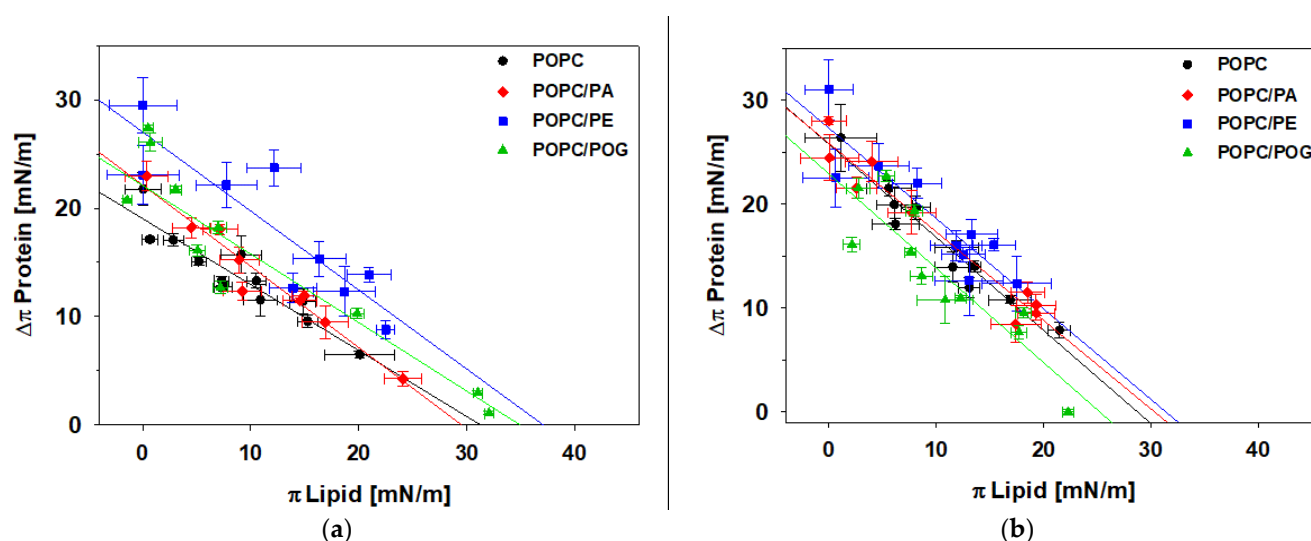 POPC
POPC/PA
POPC/PE
POPC/POG
30
20
10
0
Δπ Protein [mN/m]
0 10 20 30 40
π Lipid [mN/m]
(a)
POPC
POPC/PA
POPC/PE
POPC/POG
30
20
10
0
Δπ Protein [mN/m]
0 10 20 30 40
π Lipid [mN/m]
(b)